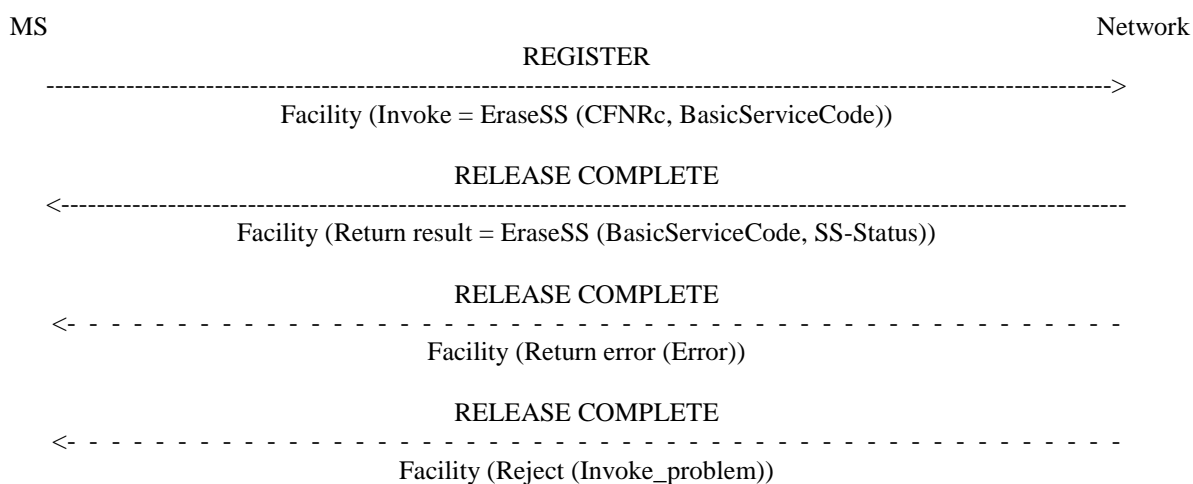 MS Network
REGISTER
Facility (Invoke = EraseSS (CFNRc, BasicServiceCode))
RELEASE COMPLETE
Facility (Return result = EraseSS (BasicServiceCode, SS-Status))
RELEASE COMPLETE
Facility (Return error (Error))
RELEASE COMPLETE
Facility (Reject (Invoke_problem))